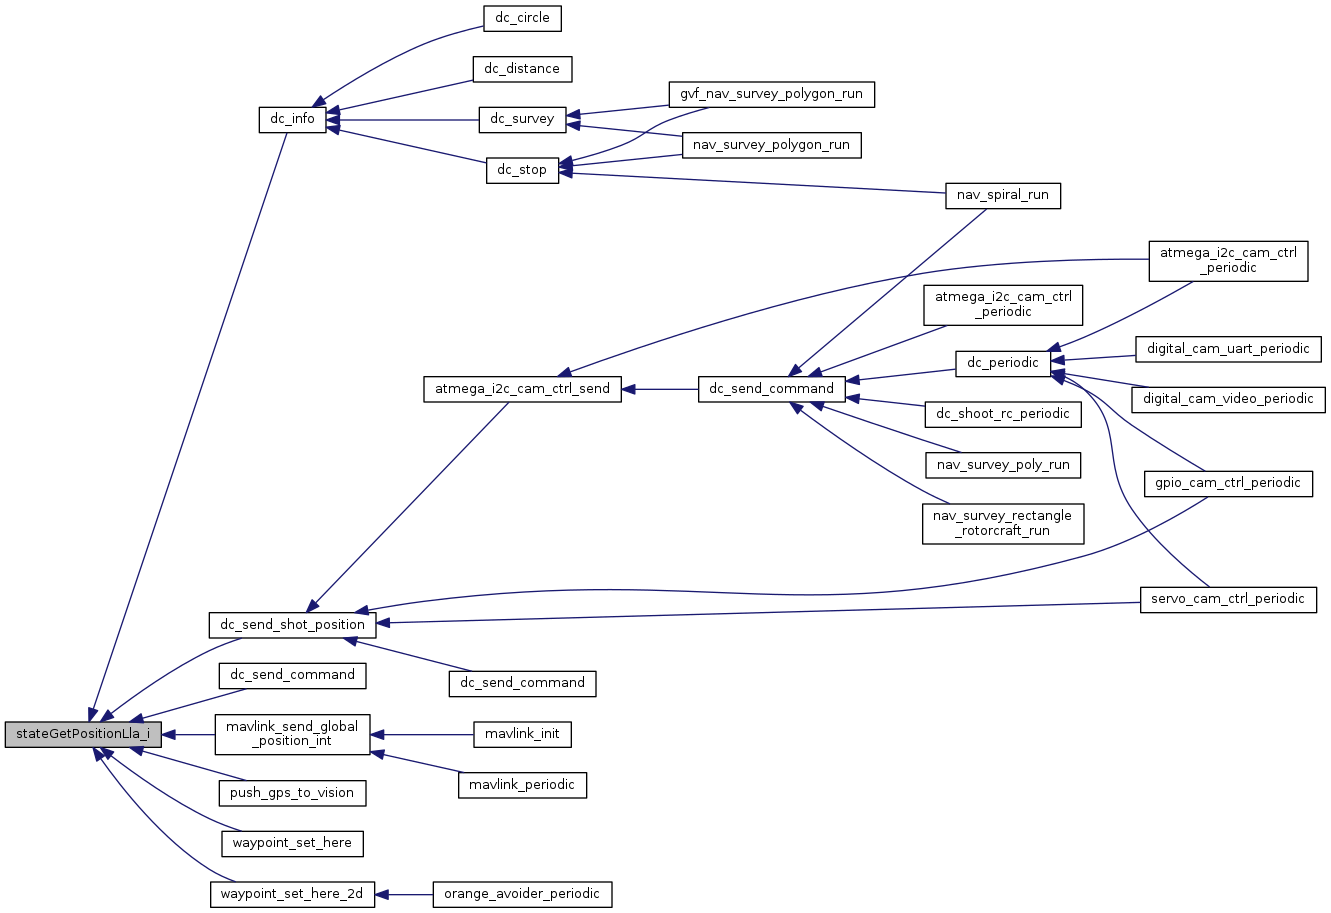 dc_circle
dc_distance
gvf_nav_survey_polygon_run
dc_info
dc_survey
nav_survey_polygon_run
dc_stop
nav_spiral_run
atmega_i2c_cam_ctrl
_periodic
atmega_i2c_cam_ctrl
_periodic
digital_cam_uart_periodic
dc_periodic
atmega_i2c_cam_ctrl_send
dc_send_command
digital_cam_video_periodic
dc_shoot_rc_periodic
nav_survey_poly_run
gpio_cam_ctrl_periodic
nav_survey_rectangle
_rotorcraft_run
servo_cam_ctrl_periodic
dc_send_shot_position
dc_send_command
dc_send_command
stateGetPositionLla_i
mavlink_send_global
_position_int
mavlink_init
mavlink_periodic
push_gps_to_vision
waypoint_set_here
waypoint_set_here_2d
orange_avoider_periodic